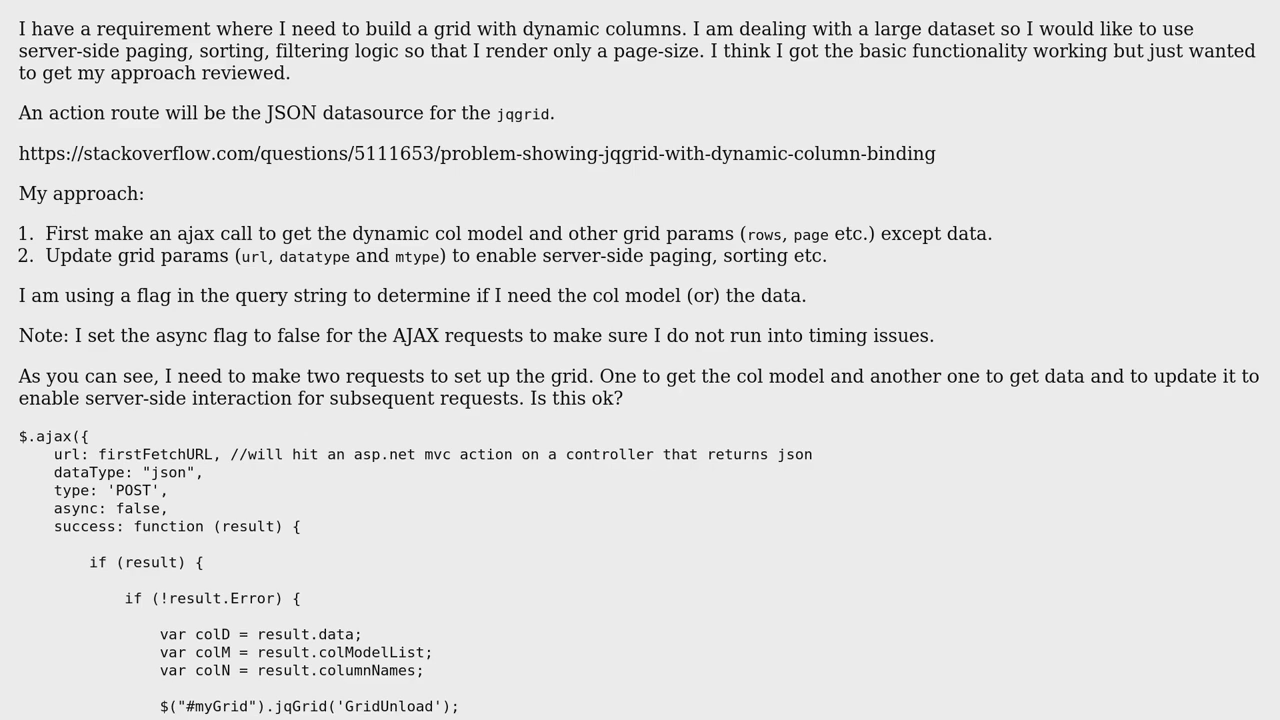 I have a requirement where I need to build a grid with dynamic columns. I am dealing with a large dataset so I would like to use
server-side paging, sorting, filtering logic so that I render only a page-size. I think I got the basic functionality working but just wanted
to get my approach reviewed.
An action route will be the JSON datasource for the jqgrid.
https://stackoverflow.com/questions/5111653/problem-showing-jqgrid-with-dynamic-column-binding
My approach:
1. First make an ajax call to get the dynamic col model and other grid params (rows, page etc.) except data.
2. Update grid params (url, datatype and mtype) to enable server-side paging, sorting etc.
I am using a flag in the query string to determine if I need the col model (or) the data.
Note: I set the async flag to false for the AJAX requests to make sure I do not run into timing issues.
As you can see, I need to make two requests to set up the grid. One to get the col model and another one to get data and to update it to
enable server-side interaction for subsequent requests. Is this ok?
$.ajax({
    url: firstFetchURL, //will hit an asp.net mvc action on a controller that returns json
    dataType: "json",
    type: 'POST',
    async: false,
    success: function (result) {
        if (result) {
            if (!result.Error) {
                var colD = result.data;
                var colM = result.colModelList;
                var colN = result.columnNames;
                $("#myGrid").jqGrid('GridUnload');